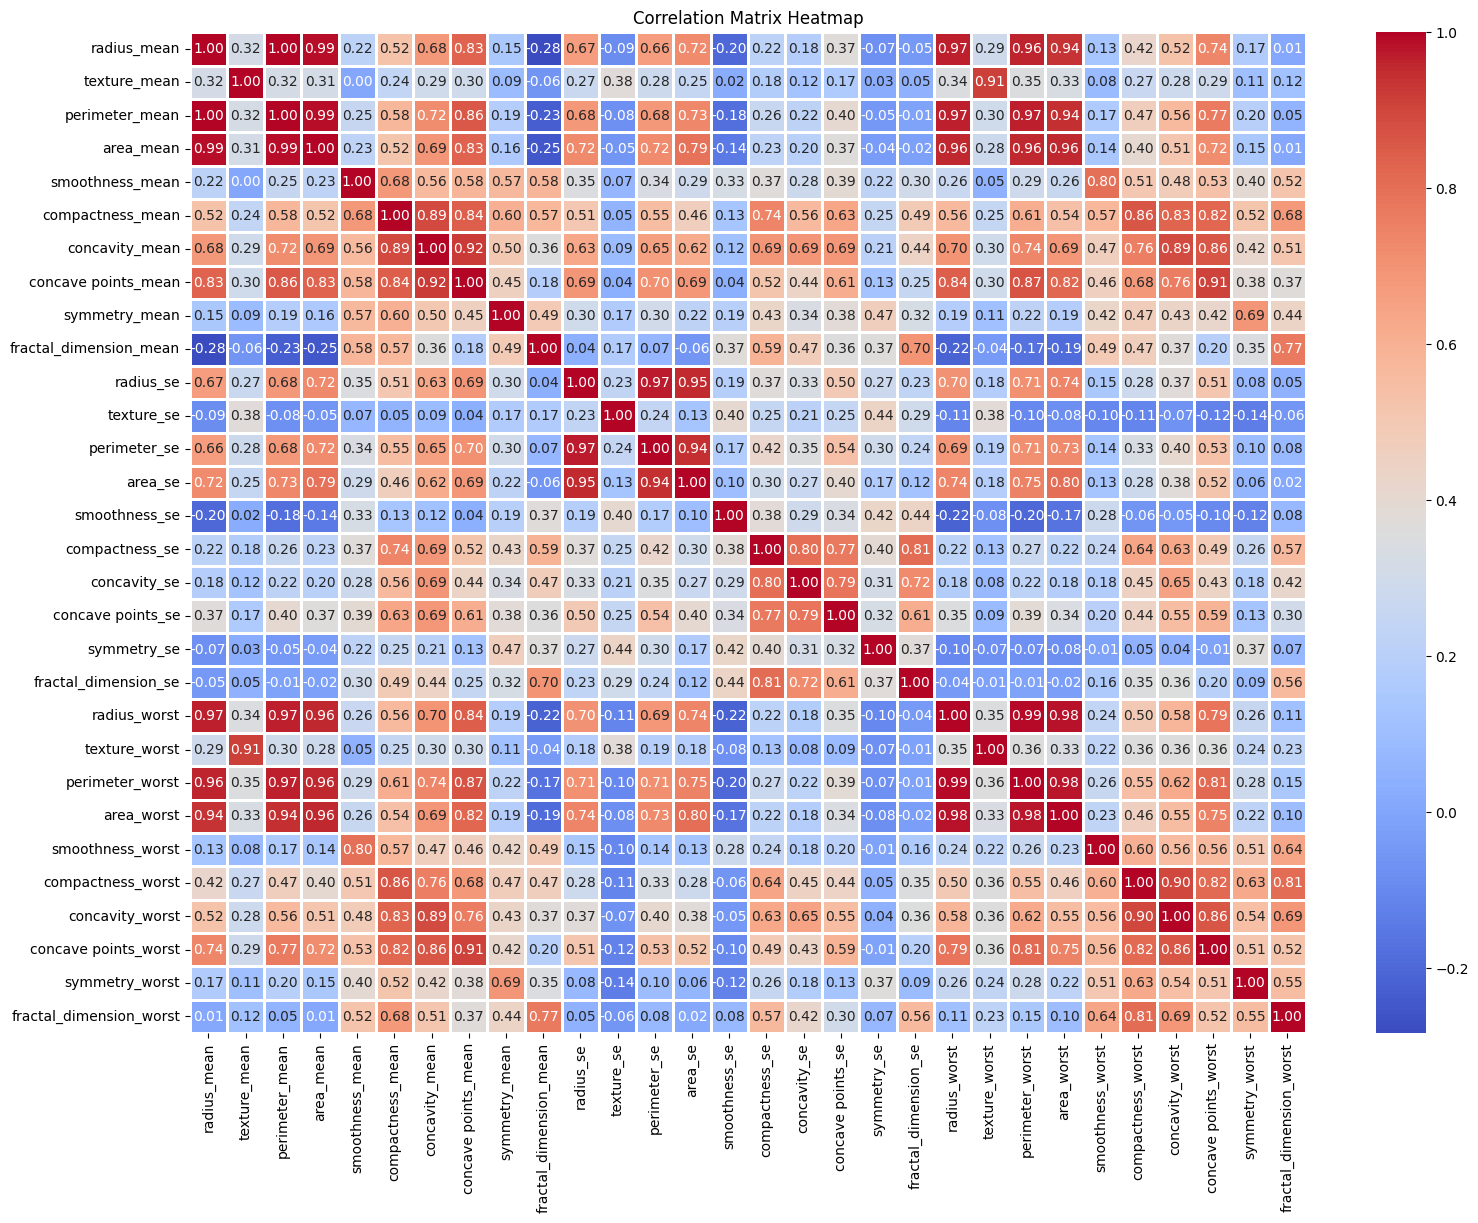 Correlation Matrix Heatmap
radius_mean 1.00 0.32 1.00 0.99 0.22 0.52 0.68 0.83 0.15 -0.28 0.67 -0.09 0.66 0.72 -0.20 0.22 0.18 0.37 -0.07 -0.05 0.97 0.29 0.96 0.94 0.13 0.42 0.52 0.74 0.17 0.01
texture_mean 0.32 1.00 0.32 0.31 0.00 0.24 0.29 0.30 0.09 -0.06 0.27 0.38 0.28 0.25 0.02 0.18 0.12 0.17 0.03 0.05 0.34 0.91 0.35 0.33 0.08 0.27 0.28 0.29 0.11 0.12
perimeter_mean 1.00 0.32 1.00 0.99 0.25 0.58 0.72 0.86 0.19 -0.23 0.68 -0.08 0.68 0.73 -0.18 0.26 0.22 0.40 -0.05 -0.01 0.97 0.30 0.97 0.94 0.17 0.47 0.56 0.77 0.20 0.05
area_mean 0.99 0.31 0.99 1.00 0.23 0.52 0.69 0.83 0.16 -0.25 0.72 -0.05 0.72 0.79 -0.14 0.23 0.20 0.37 -0.04 -0.02 0.96 0.28 0.96 0.96 0.14 0.40 0.51 0.72 0.15 0.01
smoothness_mean 0.22 0.00 0.25 0.23 1.00 0.68 0.56 0.58 0.57 0.58 0.35 0.07 0.34 0.29 0.33 0.37 0.28 0.39 0.22 0.30 0.26 0.05 0.29 0.26 0.80 0.51 0.48 0.53 0.40 0.52
compactness_mean 0.52 0.24 0.58 0.52 0.68 1.00 0.89 0.84 0.60 0.57 0.51 0.05 0.55 0.46 0.13 0.74 0.56 0.63 0.25 0.49 0.56 0.25 0.61 0.54 0.57 0.86 0.83 0.82 0.52 0.68
concavity_mean 0.68 0.29 0.72 0.69 0.56 0.89 1.00 0.92 0.50 0.36 0.63 0.09 0.65 0.62 0.12 0.69 0.69 0.69 0.21 0.44 0.70 0.30 0.74 0.69 0.47 0.76 0.89 0.86 0.42 0.51
concave points_mean 0.83 0.30 0.86 0.83 0.58 0.84 0.92 1.00 0.45 0.18 0.69 0.04 0.70 0.69 0.04 0.52 0.44 0.61 0.13 0.25 0.84 0.30 0.87 0.82 0.46 0.68 0.76 0.91 0.38 0.37
symmetry_mean 0.15 0.09 0.19 0.16 0.57 0.60 0.50 0.45 1.00 0.49 0.30 0.17 0.30 0.22 0.19 0.43 0.34 0.38 0.47 0.32 0.19 0.11 0.22 0.19 0.42 0.47 0.43 0.42 0.69 0.44
fractal_dimension_mean -0.28 -0.06 -0.23 -0.25 0.58 0.57 0.36 0.18 0.49 1.00 0.04 0.17 0.07 -0.06 0.37 0.59 0.47 0.36 0.37 0.70 -0.22 -0.04 -0.17 -0.19 0.49 0.47 0.37 0.20 0.35 0.77
radius_se 0.67 0.27 0.68 0.72 0.35 0.51 0.63 0.69 0.30 0.04 1.00 0.23 0.97 0.95 0.19 0.37 0.33 0.50 0.27 0.23 0.70 0.18 0.71 0.74 0.15 0.28 0.37 0.51 0.08 0.05
texture_se -0.09 0.38 -0.08 -0.05 0.07 0.05 0.09 0.04 0.17 0.17 0.23 1.00 0.24 0.13 0.40 0.25 0.21 0.25 0.44 0.29 -0.11 0.38 -0.10 -0.08 -0.10 -0.11 -0.07 -0.12 -0.14 -0.06
perimeter_se 0.66 0.28 0.68 0.72 0.34 0.55 0.65 0.70 0.30 0.07 0.97 0.24 1.00 0.94 0.17 0.42 0.35 0.54 0.30 0.24 0.69 0.19 0.71 0.73 0.14 0.33 0.40 0.53 0.10 0.08
area_se 0.72 0.25 0.73 0.79 0.29 0.46 0.62 0.69 0.22 -0.06 0.95 0.13 0.94 1.00 0.10 0.30 0.27 0.40 0.17 0.12 0.74 0.18 0.75 0.80 0.13 0.28 0.38 0.52 0.06 0.02
smoothness_se -0.20 0.02 -0.18 -0.14 0.33 0.13 0.12 0.04 0.19 0.37 0.19 0.40 0.17 0.10 1.00 0.38 0.29 0.34 0.42 0.44 -0.22 -0.08 -0.20 -0.17 0.28 -0.06 -0.05 -0.10 -0.12 0.08
compactness_se 0.22 0.18 0.26 0.23 0.37 0.74 0.69 0.52 0.43 0.59 0.37 0.25 0.42 0.30 0.38 1.00 0.80 0.77 0.40 0.81 0.22 0.13 0.27 0.22 0.24 0.64 0.63 0.49 0.26 0.57
concavity_se 0.18 0.12 0.22 0.20 0.28 0.56 0.69 0.44 0.34 0.47 0.33 0.21 0.35 0.27 0.29 0.80 1.00 0.79 0.31 0.72 0.18 0.08 0.22 0.18 0.18 0.45 0.65 0.43 0.18 0.42
concave points_se 0.37 0.17 0.40 0.37 0.39 0.63 0.69 0.61 0.38 0.36 0.50 0.25 0.54 0.40 0.34 0.77 0.79 1.00 0.32 0.61 0.35 0.09 0.39 0.34 0.20 0.44 0.55 0.59 0.13 0.30
symmetry_se -0.07 0.03 -0.05 -0.04 0.22 0.25 0.21 0.13 0.47 0.37 0.27 0.44 0.30 0.17 0.42 0.40 0.31 0.32 1.00 0.37 -0.10 -0.07 -0.07 -0.08 -0.01 0.05 0.04 -0.01 0.37 0.07
fractal_dimension_se -0.05 0.05 -0.01 -0.02 0.30 0.49 0.44 0.25 0.32 0.70 0.23 0.29 0.24 0.12 0.44 0.81 0.72 0.61 0.37 1.00 -0.04 -0.01 -0.01 -0.02 0.16 0.35 0.36 0.20 0.09 0.56
radius_worst 0.97 0.34 0.97 0.96 0.26 0.56 0.70 0.84 0.19 -0.22 0.70 -0.11 0.69 0.74 -0.22 0.22 0.18 0.35 -0.10 -0.04 1.00 0.35 0.99 0.98 0.24 0.50 0.58 0.79 0.26 0.11
texture_worst 0.29 0.91 0.30 0.28 0.05 0.25 0.30 0.30 0.11 -0.04 0.18 0.38 0.19 0.18 -0.08 0.13 0.08 0.09 -0.07 -0.01 0.35 1.00 0.36 0.33 0.22 0.36 0.36 0.36 0.24 0.23
perimeter_worst 0.96 0.35 0.97 0.96 0.29 0.61 0.74 0.87 0.22 -0.17 0.71 -0.10 0.71 0.75 -0.20 0.27 0.22 0.39 -0.07 -0.01 0.99 0.36 1.00 0.98 0.26 0.55 0.62 0.81 0.28 0.15
area_worst 0.94 0.33 0.94 0.96 0.26 0.54 0.69 0.82 0.19 -0.19 0.74 -0.08 0.73 0.80 -0.17 0.22 0.18 0.34 -0.08 -0.02 0.98 0.33 0.98 1.00 0.23 0.46 0.55 0.75 0.22 0.10
smoothness_worst 0.13 0.08 0.17 0.14 0.80 0.57 0.47 0.46 0.42 0.49 0.15 -0.10 0.14 0.13 0.28 0.24 0.18 0.20 -0.01 0.16 0.24 0.22 0.26 0.23 1.00 0.60 0.56 0.56 0.51 0.64
compactness_worst 0.42 0.27 0.47 0.40 0.51 0.86 0.76 0.68 0.47 0.47 0.28 -0.11 0.33 0.28 -0.06 0.64 0.45 0.44 0.05 0.35 0.50 0.36 0.55 0.46 0.60 1.00 0.90 0.82 0.63 0.81
concavity_worst 0.52 0.28 0.56 0.51 0.48 0.83 0.89 0.76 0.43 0.37 0.37 -0.07 0.40 0.38 -0.05 0.63 0.65 0.55 0.04 0.36 0.58 0.36 0.62 0.55 0.56 0.90 1.00 0.86 0.54 0.69
concave points_worst 0.74 0.29 0.77 0.72 0.53 0.82 0.86 0.91 0.42 0.20 0.51 -0.12 0.53 0.52 -0.10 0.49 0.43 0.59 -0.01 0.20 0.79 0.36 0.81 0.75 0.56 0.82 0.86 1.00 0.51 0.52
symmetry_worst 0.17 0.11 0.20 0.15 0.40 0.52 0.42 0.38 0.69 0.35 0.08 -0.14 0.10 0.06 -0.12 0.26 0.18 0.13 0.37 0.09 0.26 0.24 0.28 0.22 0.51 0.63 0.54 0.51 1.00 0.55
fractal_dimension_worst 0.01 0.12 0.05 0.01 0.52 0.68 0.51 0.37 0.44 0.77 0.05 -0.06 0.08 0.02 0.08 0.57 0.42 0.30 0.07 0.56 0.11 0.23 0.15 0.10 0.64 0.81 0.69 0.52 0.55 1.00
radius_mean
texture_mean
perimeter_mean
area_mean
smoothness_mean
compactness_mean
concavity_mean
concave points_mean
symmetry_mean
fractal_dimension_mean
radius_se
texture_se
perimeter_se
area_se
smoothness_se
compactness_se
concavity_se
concave points_se
symmetry_se
fractal_dimension_se
radius_worst
texture_worst
perimeter_worst
area_worst
smoothness_worst
compactness_worst
concavity_worst
concave points_worst
symmetry_worst
fractal_dimension_worst
1.0
0.8
0.6
0.4
0.2
0.0
−0.2